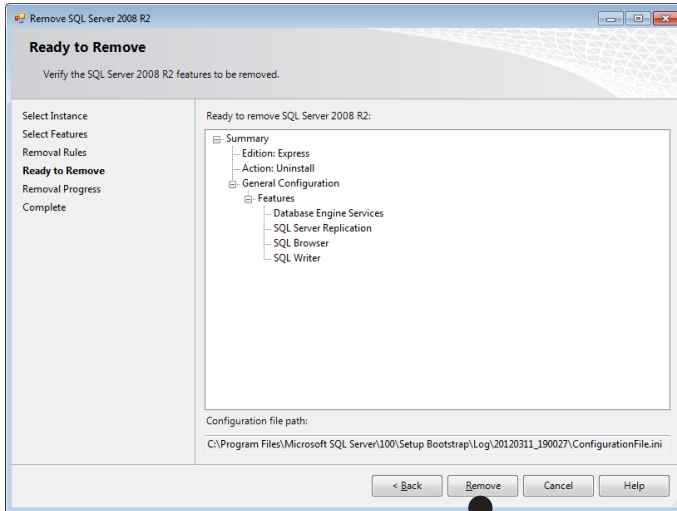 Remove SQL Server 2008 R2
Ready to Remove
Verify the SQL Server 2008 R2 features to be removed.
Select Instance
Select Features
Removal Rules
Ready to Remove
Removal Progress
Complete
Ready to remove SQL Server 2008 R2:
Summary
Edition: Express
Action: Uninstall
General Configuration
Features
Database Engine Services
SQL Server Replication
SQL Browser
SQL Writer
Configuration file path:
C:\Program Files\Microsoft SQL Server\100\Setup Bootstrap\Log\20120311_190027\ConfigurationFile.ini
< Back
Remove
Cancel
Help